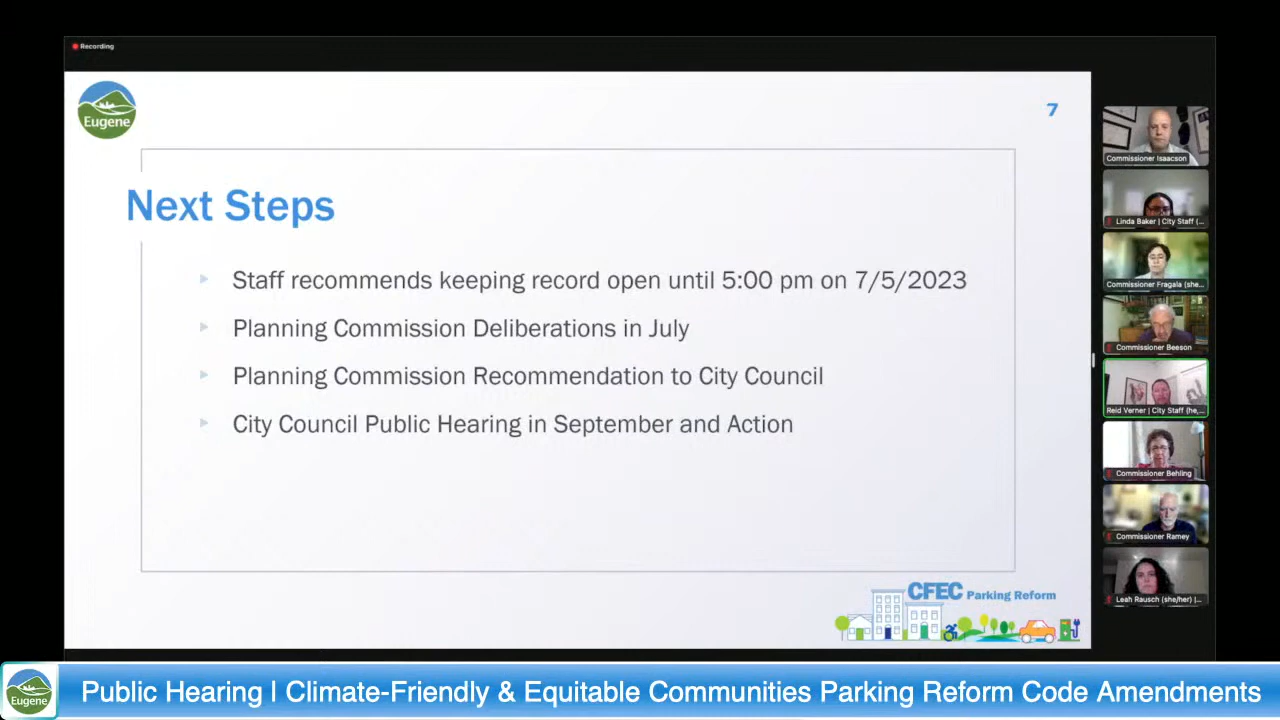 Recording
Eugene
7
Next Steps
Staff recommends keeping record open until 5:00 pm on 7/5/2023
Planning Commission Deliberations in July
Planning Commission Recommendation to City Council
City Council Public Hearing in September and Action
CFEC Parking Reform
Commissioner Isaacson
Linda Baker | City Staff (...
Commissioner Fragala (she...
Commissioner Beeson
Reid Verner | City Staff (he,...
Commissioner Behling
Commissioner Ramey
Leah Rausch (she/her) |...
Eugene
Public Hearing | Climate-Friendly & Equitable Communities Parking Reform Code Amendments